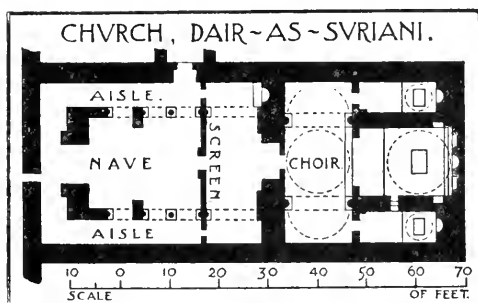 CHVRCH, DAIR~AS~SVRIANI.
AISLE.
NAVE
SCREEN
CHOIR
AISLE
10 0 10 20 30 40 50 60 70
SCALE OF FEET.